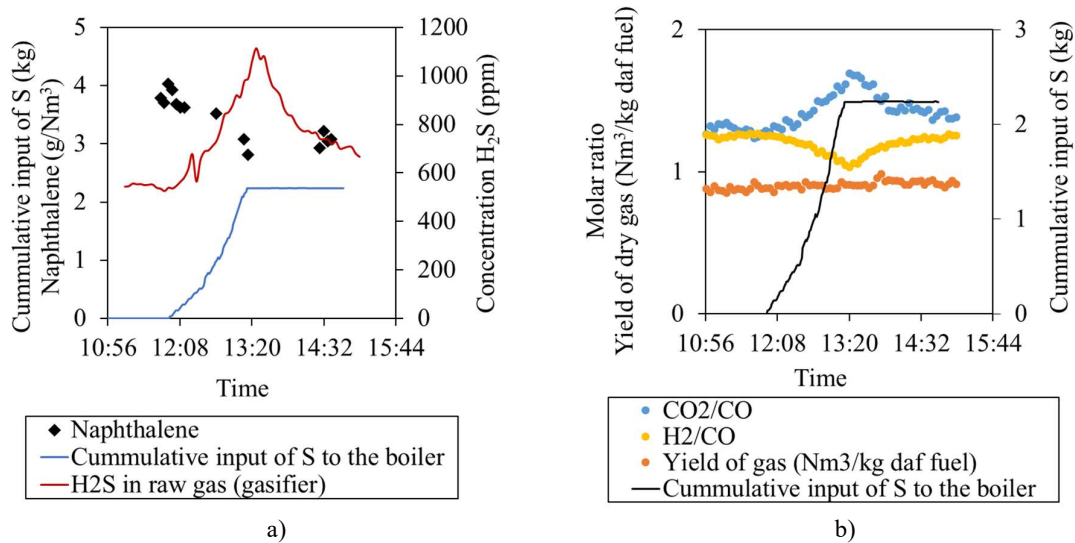 Cummulative input of S (kg)
Naphthalene (g/Nm³)
5
4
3
2
1
0
1200
1000
800
600
400
200
0
Concentration H₂S (ppm)
10:56 12:08 13:20 14:32 15:44
Time
Naphthalene
Cummulative input of S to the boiler
H2S in raw gas (gasifier)
a)
Molar ratio
Yield of dry gas (Nm³/kg daf fuel)
2
1
0
3
2
1
0
Cumulative input of S (kg)
10:56 12:08 13:20 14:32 15:44
Time
CO2/CO
H2/CO
Yield of gas (Nm3/kg daf fuel)
Cummulative input of S to the boiler
b)